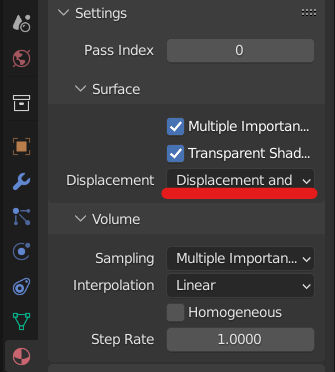 Settings
Pass Index 0
Surface
Multiple Importan...
Transparent Shad...
Displacement Displacement and
Volume
Sampling Multiple Importan...
Interpolation Linear
Homogeneous
Step Rate 1.0000